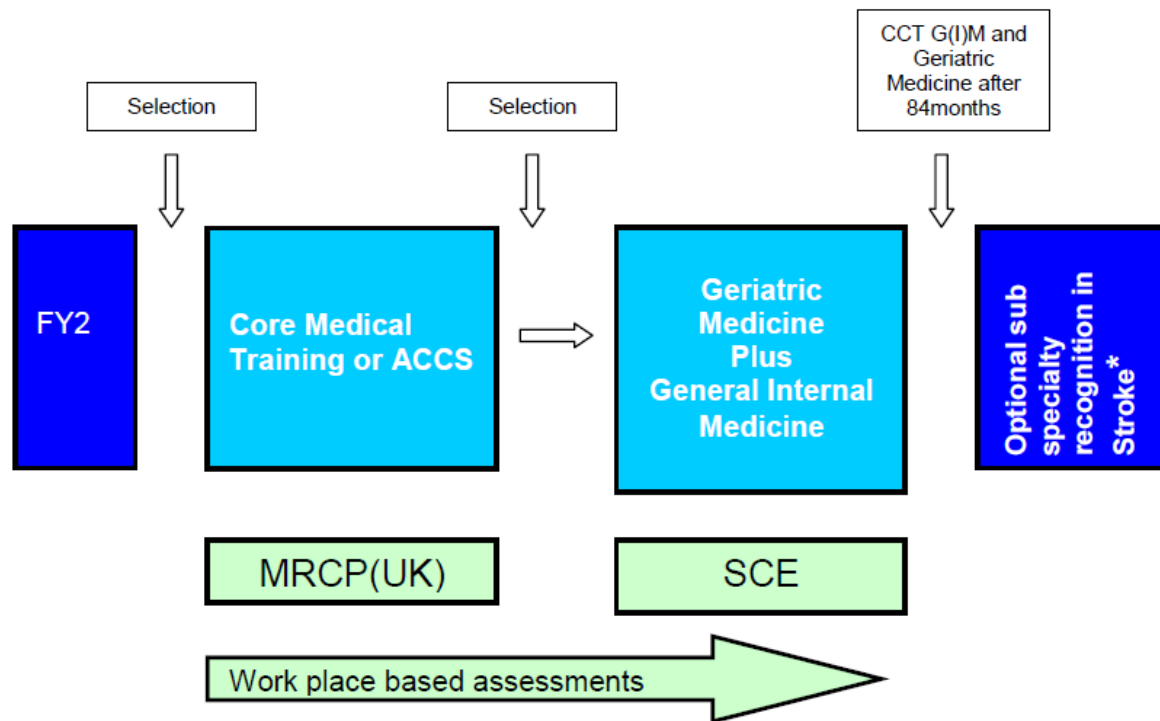 CCT G(I)M and
Geriatric
Medicine after
84months
Selection
Selection
FY2
Core Medical
Training or ACCS
Geriatric
Medicine
Plus
General Internal
Medicine
Optional sub
specialty
recognition in
Stroke*
MRCP(UK)
SCE
Work place based assessments